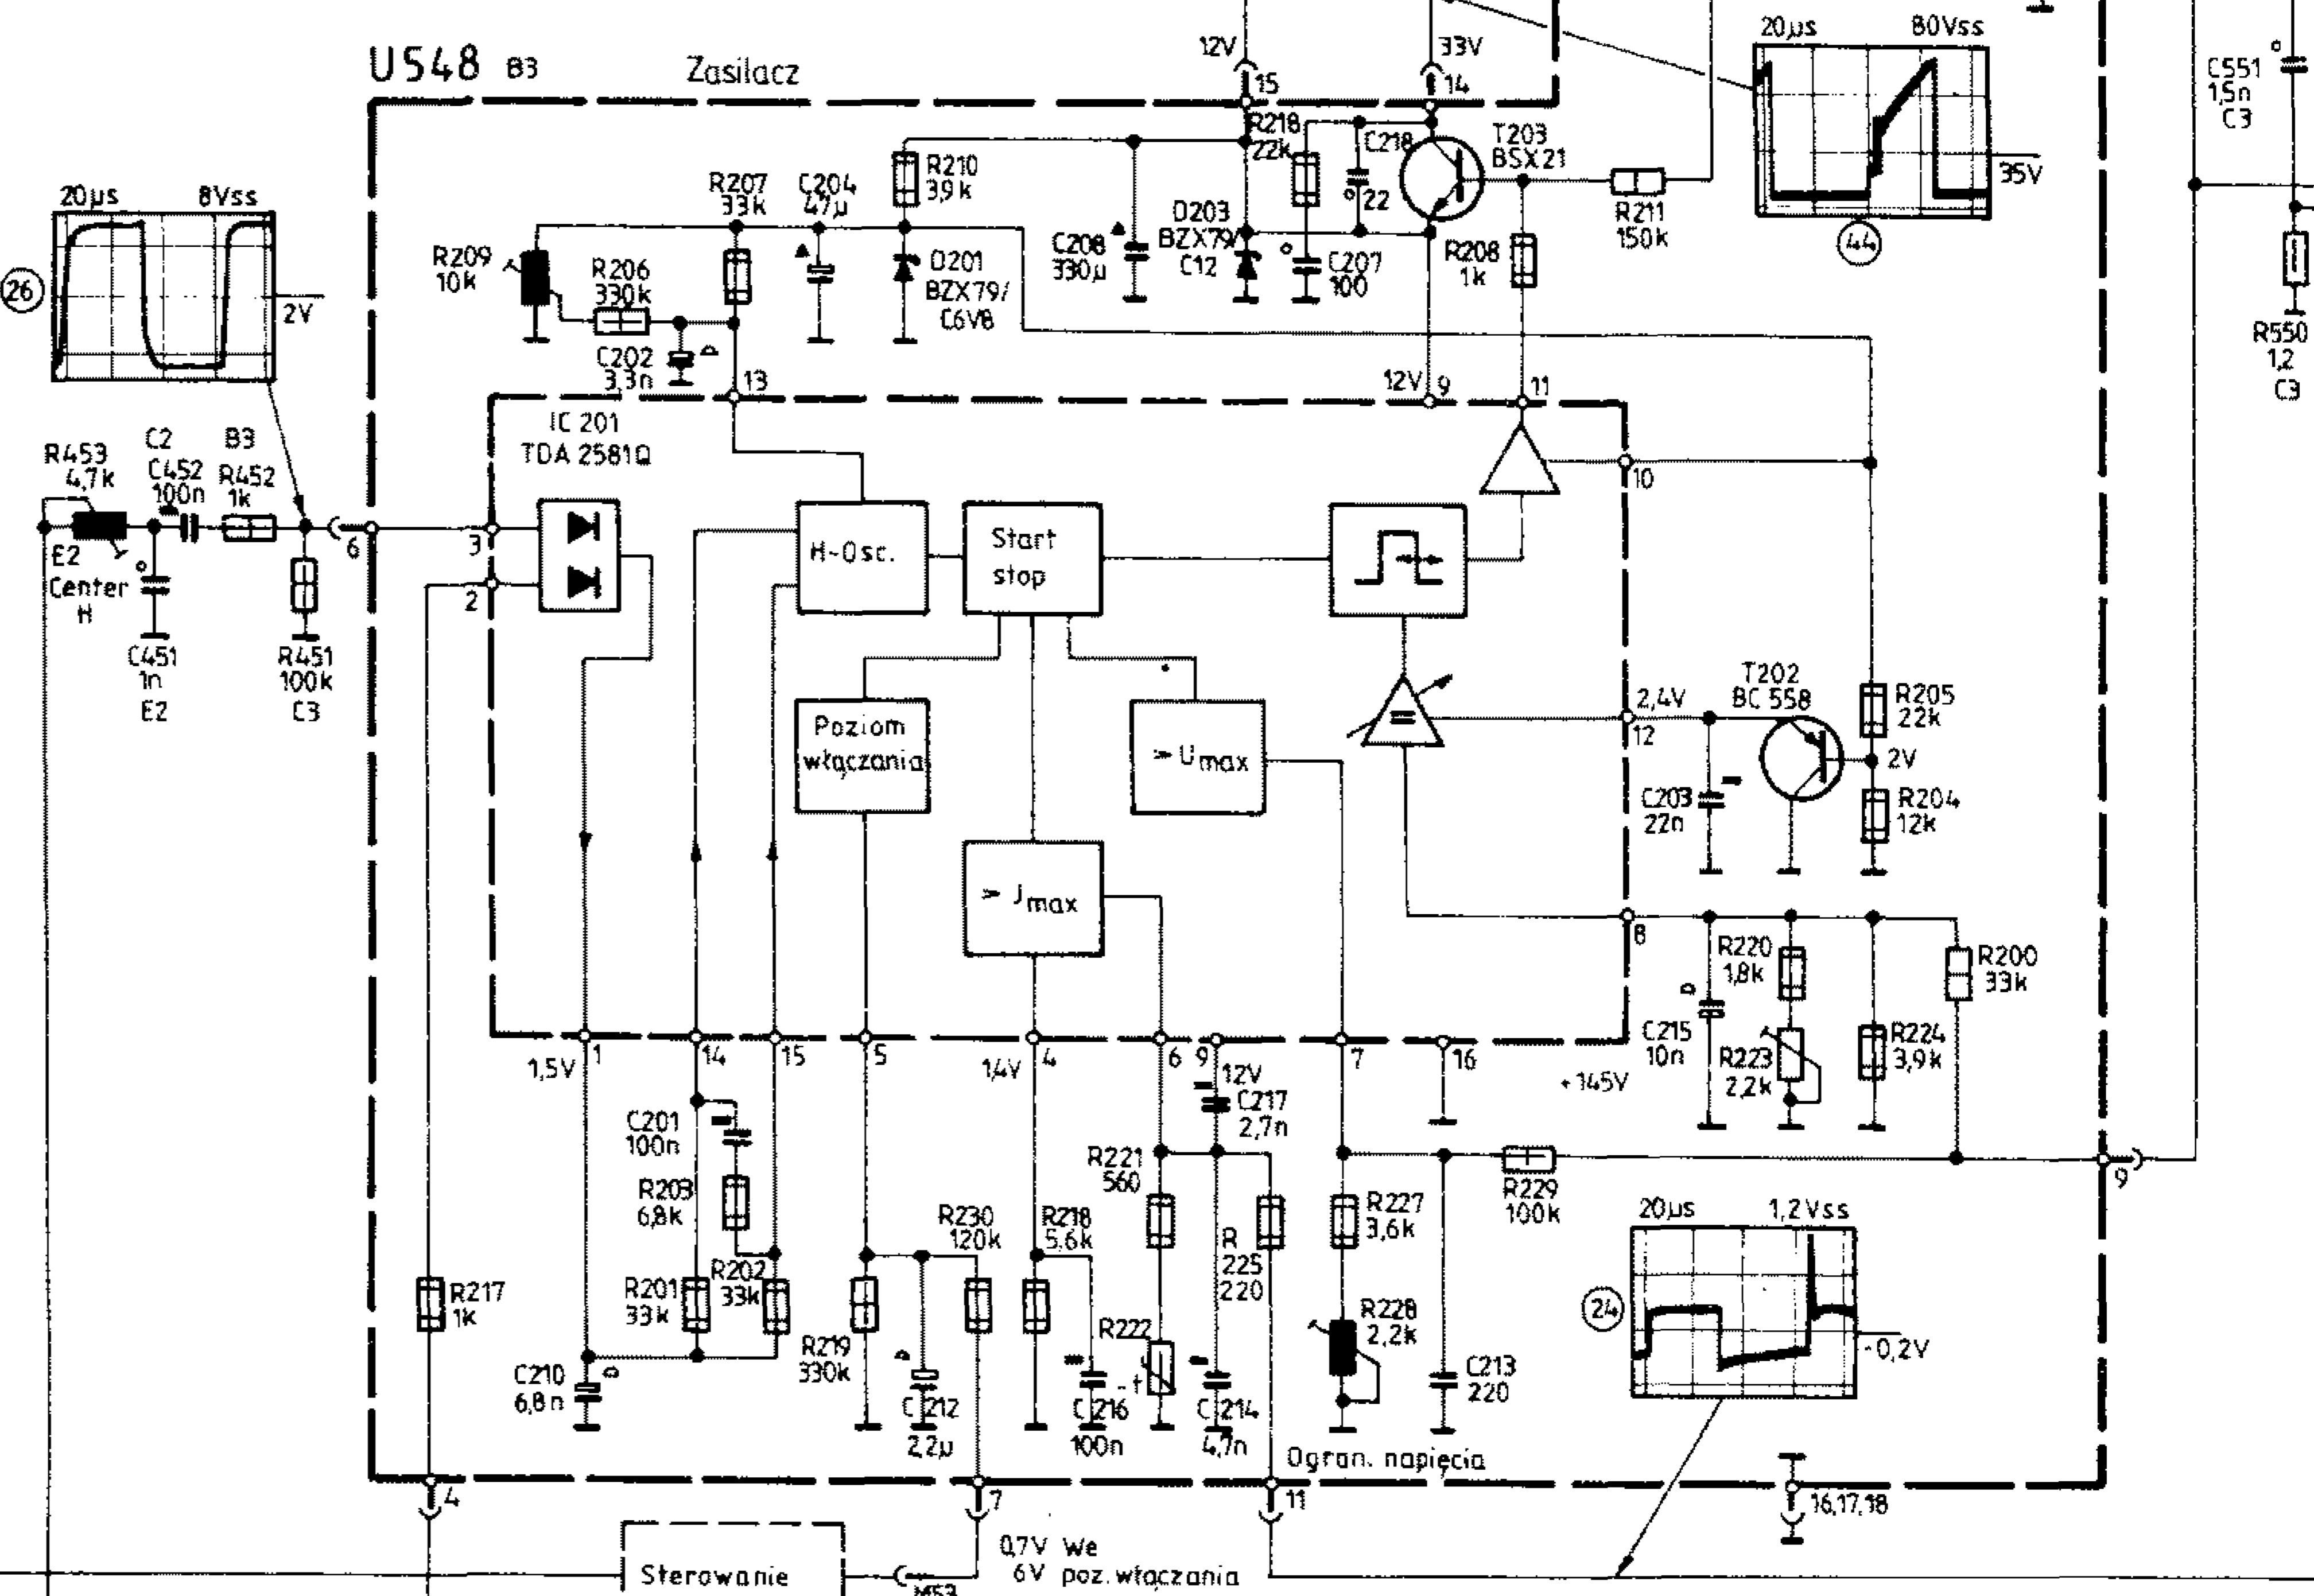 U548 B3 Zasilacz
12V
15
33V
14
20µs 80Vss
35V
44
C551
1,5n
C3
R550
1,2
C3
20µs 8Vss
2V
26
R209
10k
R206
330k
R207
33k
C204
47µ
R210
3,9k
D201
BZX79/
C6V8
C202
3,3n
13
C208
330µ
R218
22k
D203
BZX79/
C12
C218
22
C207
100
T203
BSX21
R208
1k
R211
150k
12V 9
11
IC 201
TDA 2581Q
R453
4,7k
C2
C452
100n
B3
R452
1k
6
3
2
E2
Center
H
C451
1n
E2
R451
100k
C3
H-Osc.
Start
stop
10
Poziom
włączania
> Umax
> Jmax
2,4V
12
T202
BC 558
R205
22k
2V
R204
12k
C203
22n
8
R220
1,8k
R200
33k
C215
10n
R223
2,2k
R224
3,9k
1,5V 1
14
15
5
1,4V 4
6
9
12V
7
16
+145V
C201
100n
R203
6,8k
R201
33k
R202
33k
R217
1k
C210
6,8n
R219
330k
C212
2,2µ
R230
120k
R218
5,6k
C216
100n
R221
560
R222
-t
C217
2,7n
R
225
220
C214
4,7n
R227
3,6k
R228
2,2k
R229
100k
C213
220
9
20µs 1,2Vss
-0,2V
24
Ogran. napięcia
4
7
11
16,17,18
Sterowanie
M53
0,7V We
6V poz. włączania